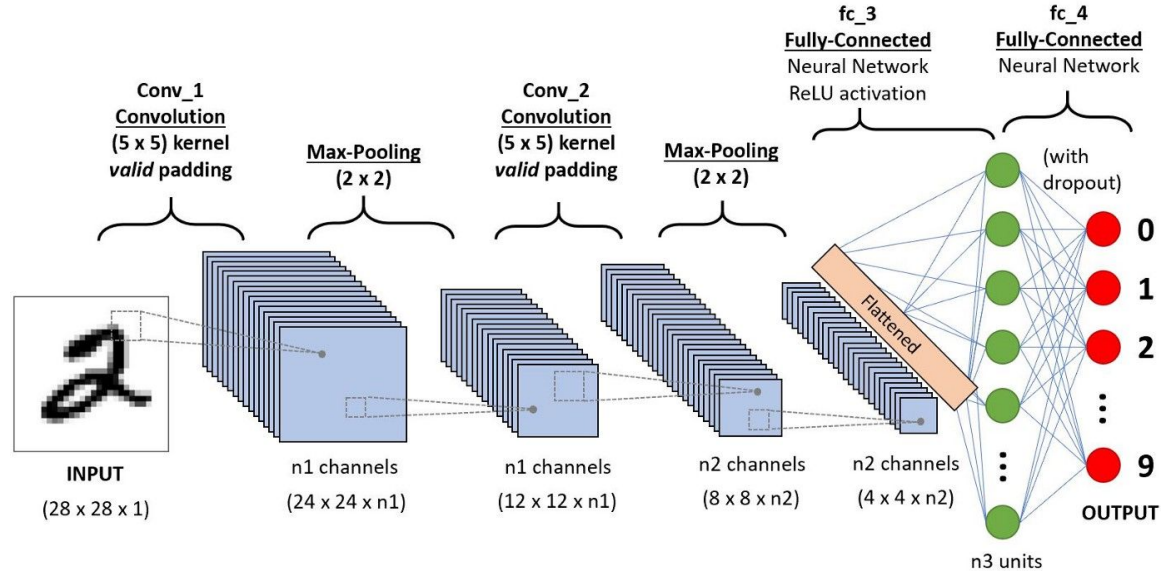 Conv_1
Convolution
(5 x 5) kernel
valid padding
Max-Pooling
(2 x 2)
Conv_2
Convolution
(5 x 5) kernel
valid padding
Max-Pooling
(2 x 2)
fc_3
Fully-Connected
Neural Network
ReLU activation
fc_4
Fully-Connected
Neural Network
(with
dropout)
Flattened
0
1
2
9
OUTPUT
INPUT
(28 x 28 x 1)
n1 channels
(24 x 24 x n1)
n1 channels
(12 x 12 x n1)
n2 channels
(8 x 8 x n2)
n2 channels
(4 x 4 x n2)
n3 units
2